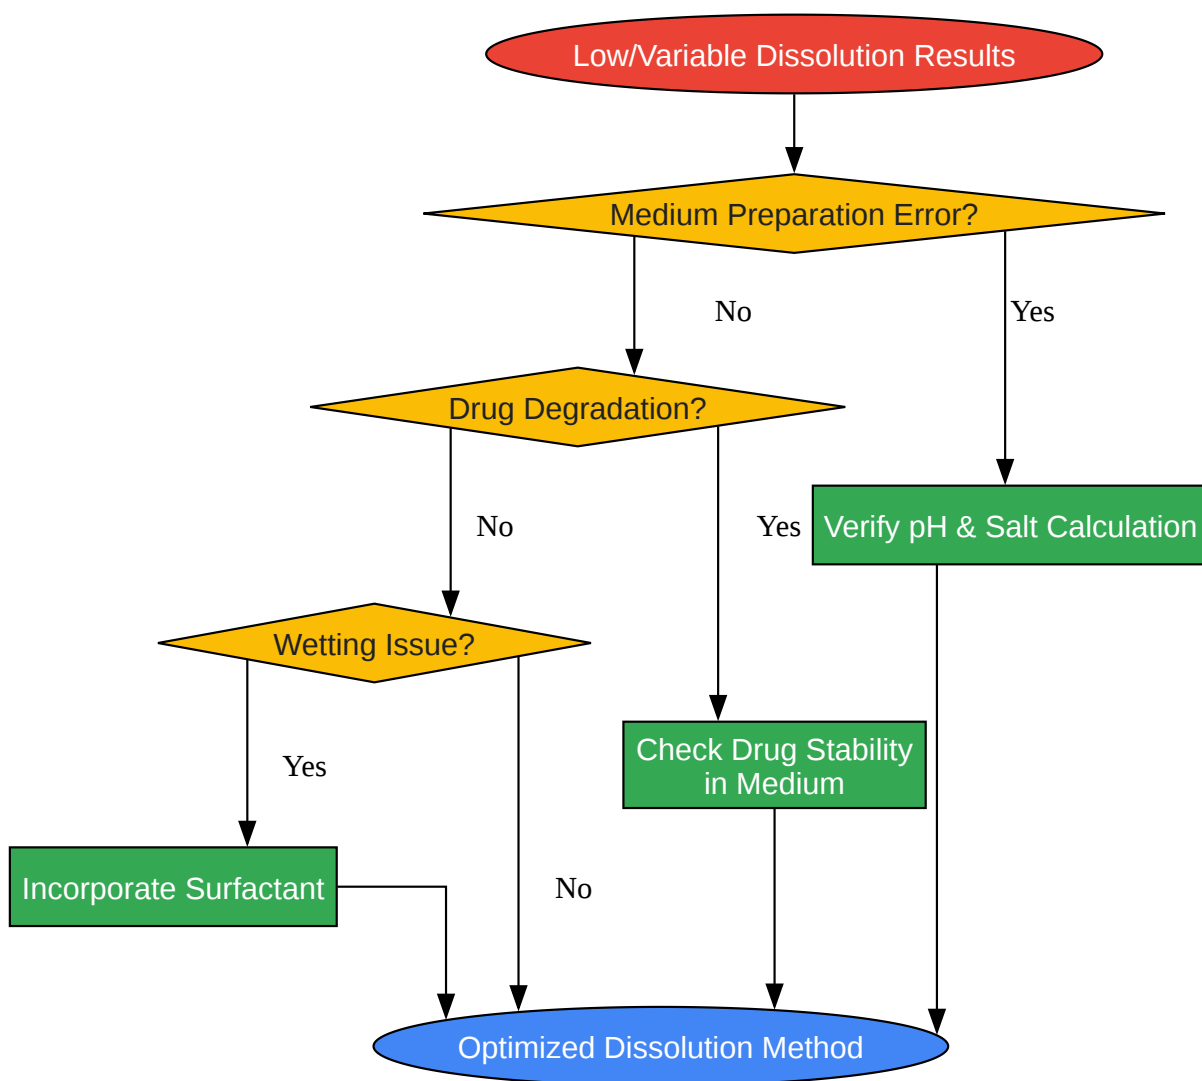 Low/Variable Dissolution Results
Medium Preparation Error?
No
Yes
Drug Degradation?
No
Yes
Verify pH & Salt Calculation
Wetting Issue?
Yes
Check Drug Stability
in Medium
Incorporate Surfactant
No
Optimized Dissolution Method